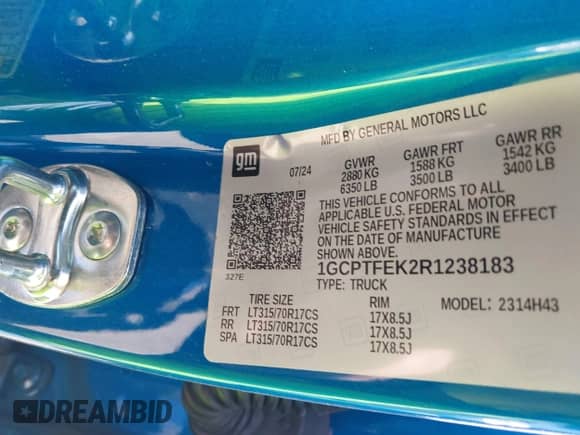 MFD BY GENERAL MOTORS LLC
gm
07/24
GVWR
2880 KG
6350 LB
GAWR FRT
1588 KG
3500 LB
GAWR RR
1542 KG
3400 LB
THIS VEHICLE CONFORMS TO ALL
APPLICABLE U.S. FEDERAL MOTOR
VEHICLE SAFETY STANDARDS IN EFFECT
ON THE DATE OF MANUFACTURE
SHOWN ABOVE.
1GCPTFEK2R1238183
TYPE: TRUCK
327E
TIRE SIZE RIM MODEL: 2314H43
FRT LT315/70R17CS 17X8.5J
RR LT315/70R17CS 17X8.5J
SPA LT315/70R17CS 17X8.5J
DREAMBID